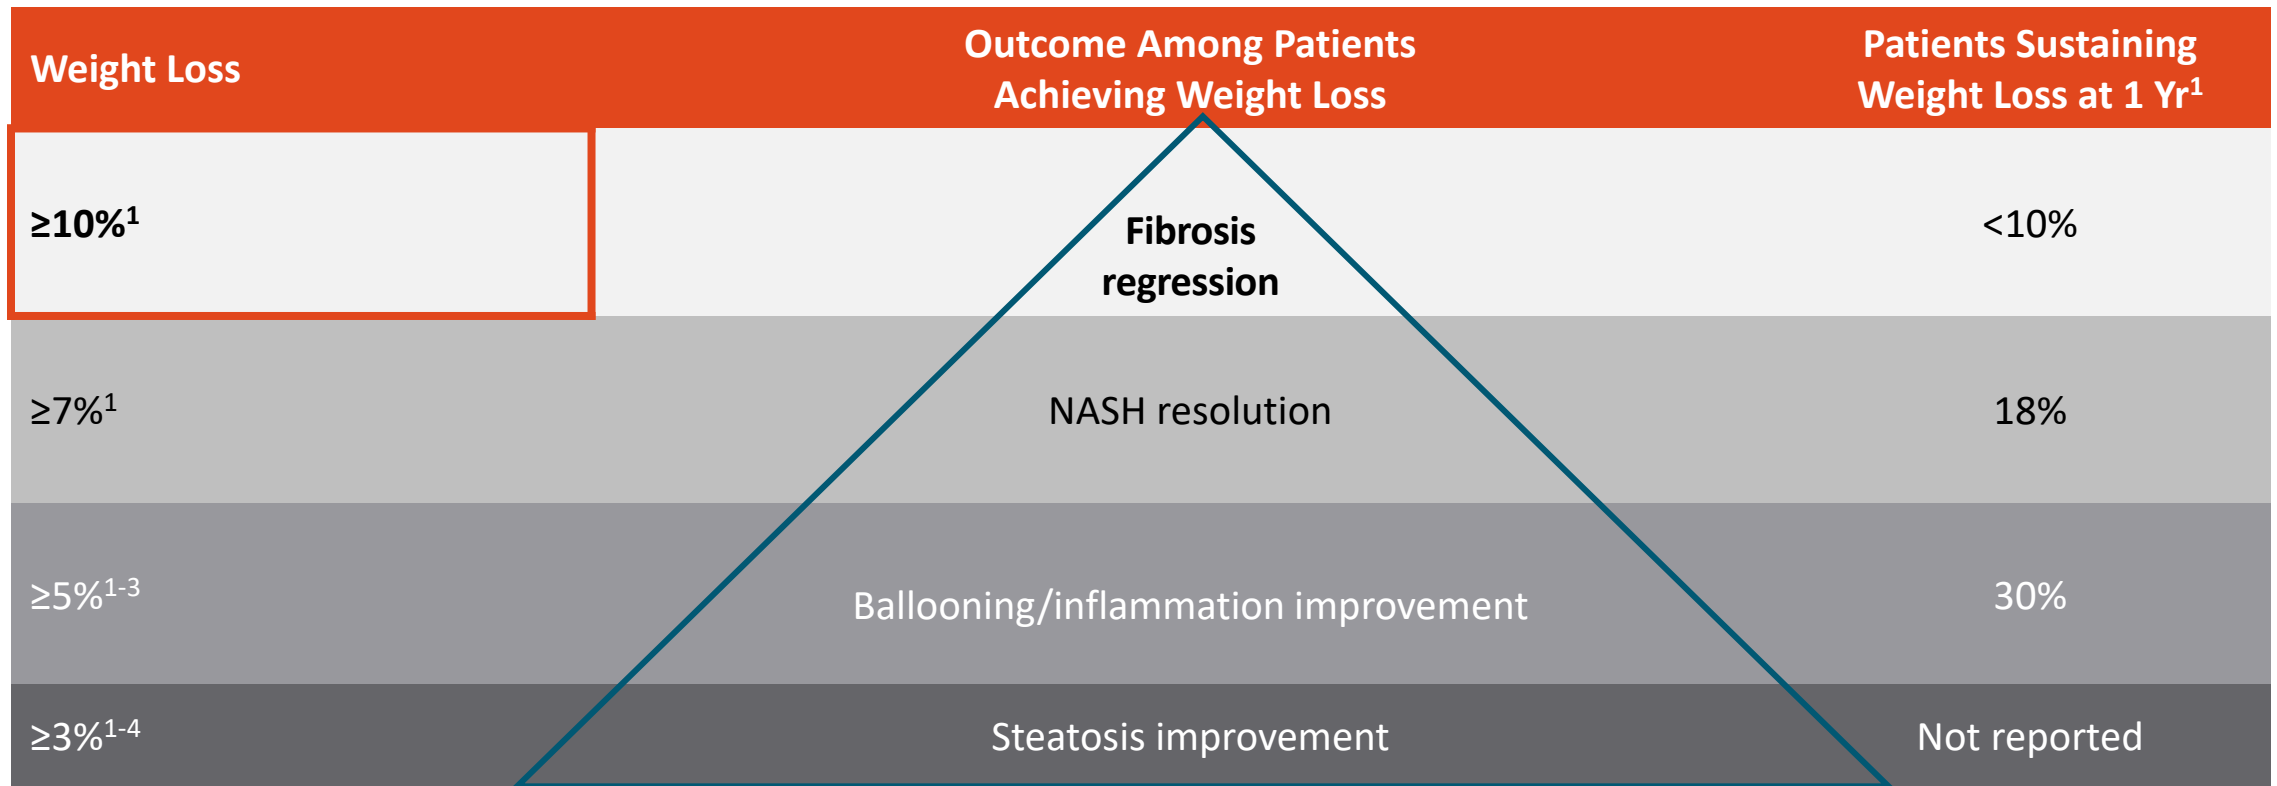 Weight Loss
Outcome Among Patients
Achieving Weight Loss
Patients Sustaining
Weight Loss at 1 Yr¹
≥10%¹
Fibrosis
regression
<10%
≥7%¹
NASH resolution
18%
≥5%¹⁻³
Ballooning/inflammation improvement
30%
≥3%¹⁻⁴
Steatosis improvement
Not reported